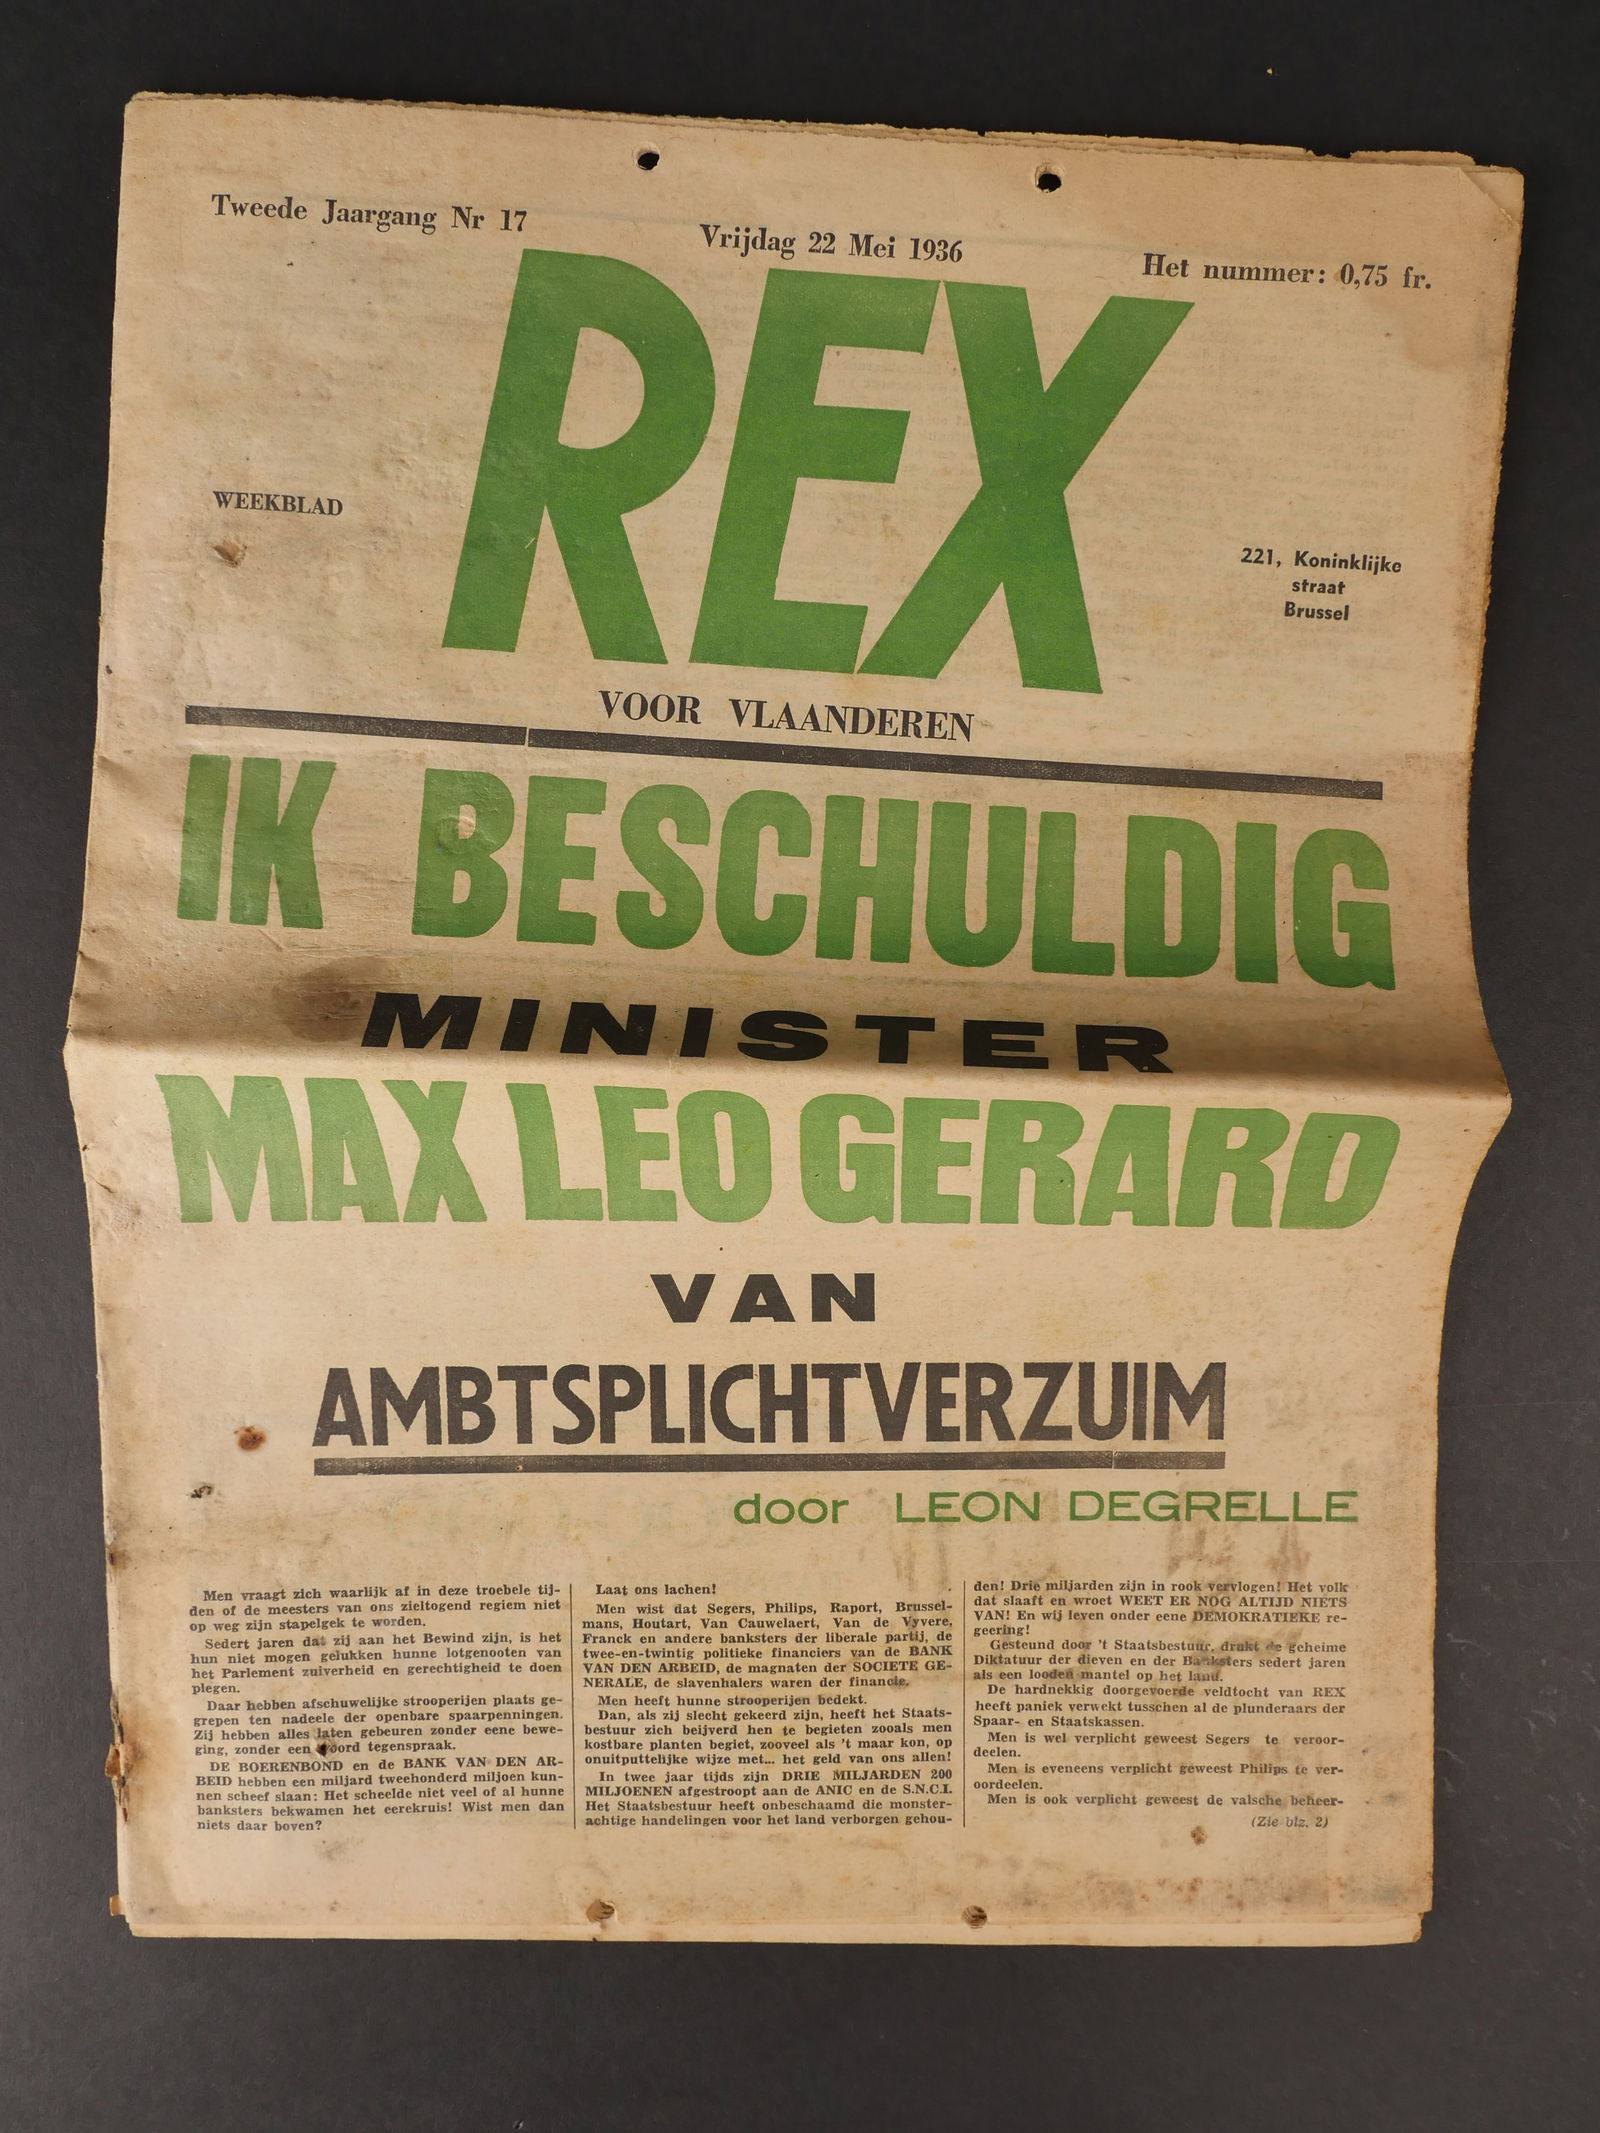 Tweede Jaargang Nr 17
Vrijdag 22 Mei 1936
Het nummer: 0,75 fr.
REX
WEEKBLAD
221, Koninklijke
straat
Brussel
VOOR VLAANDEREN
IK BESCHULDIG
MINISTER
MAX LEO GERARD
VAN
AMBTSPLICHTVERZUIM
door LEON DEGRELLE
Men vraagt zich waarlijk af in deze troebele tij-
den of de meesters van ons zieltogend regiem niet
op weg zijn stapelgek te worden.
Sedert jaren dat zij aan het Bewind zijn, is het
hun niet mogen gelukken hunne lotgenooten van
het Parlement zuiverheid en gerechtigheid te doen
plegen.
Daar hebben afschuwelijke strooperijen plaats ge-
grepen ten nadeele der openbare spaarpenningen.
Zij hebben alles laten gebeuren zonder eene bewe-
ging, zonder een woord tegenspraak.
DE BOERENBOND en de BANK VAN DEN AR-
BEID hebben een miljard tweehonderd miljoen kun-
nen scheef slaan: Het scheelde niet veel of al hunne
banksters bekwamen het eerekruis! Wist men dan
niets daar boven?
Laat ons lachen!
Men wist dat Segers, Philips, Raport, Brussel-
mans, Houtart, Van Cauwelaert, Van de Vyvere,
Franck en andere banksters der liberale partij, de
twee-en-twintig politieke financiers van de BANK
VAN DEN ARBEID, de magnaten der SOCIETE GE-
NERALE, de slavenhalers waren der financie.
Men heeft hunne strooperijen bedekt.
Dan, als zij slecht gekeerd zijn, heeft het Staats-
bestuur zich beijverd hen te begieten zooals men
kostbare planten begiet, zooveel als 't maar kon, op
onuitputtelijke wijze met... het geld van ons allen!
In twee jaar tijds zijn DRIE MILJARDEN 200
MILJOENEN afgestroopt aan de ANIC en de S.N.C.I.
Het Staatsbestuur heeft onbeschaamd die monster-
achtige handelingen voor het land verborgen gehou-
den! Drie miljarden zijn in rook vervlogen! Het volk
dat slaaft en wroet WEET ER NOG ALTIJD NIETS
VAN! En wij leven onder eene DEMOKRATIEKE re-
geering!
Gesteund door 't Staatsbestuur, drukt de geheime
Diktatuur der dieven en der Banksters sedert jaren
als een looden mantel op het land.
De hardnekkig doorgevoerde veldtocht van REX
heeft paniek verwekt tusschen al de plunderaars der
Spaar- en Staatskassen.
Men is wel verplicht geweest Segers te veroor-
deelen.
Men is eveneens verplicht geweest Philips te ver-
oordeelen.
Men is ook verplicht geweest de valsche beheer-
(Zie blz. 2)